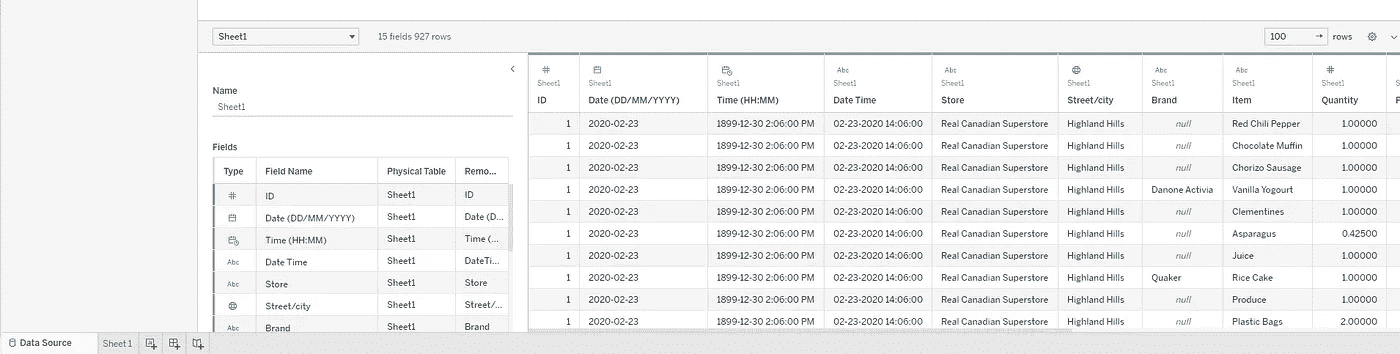 Sheet1 15 fields 927 rows 100 → rows
Name
Sheet1
Fields
Type Field Name Physical Table Remo...
# ID Sheet1 ID
Date (DD/MM/YYYY) Sheet1 Date (D...
Time (HH:MM) Sheet1 Time (...
Abc Date Time Sheet1 DateTi...
Abc Store Sheet1 Store
Street/city Sheet1 Street/...
Abc Brand Sheet1 Brand
# Abc Abc Abc Abc #
Sheet1 Sheet1 Sheet1 Sheet1 Sheet1 Sheet1 Sheet1 Sheet1 Sheet1
ID Date (DD/MM/YYYY) Time (HH:MM) Date Time Store Street/city Brand Item Quantity
1 2020-02-23 1899-12-30 2:06:00 PM 02-23-2020 14:06:00 Real Canadian Superstore Highland Hills null Red Chili Pepper 1.00000
1 2020-02-23 1899-12-30 2:06:00 PM 02-23-2020 14:06:00 Real Canadian Superstore Highland Hills null Chocolate Muffin 1.00000
1 2020-02-23 1899-12-30 2:06:00 PM 02-23-2020 14:06:00 Real Canadian Superstore Highland Hills null Chorizo Sausage 1.00000
1 2020-02-23 1899-12-30 2:06:00 PM 02-23-2020 14:06:00 Real Canadian Superstore Highland Hills Danone Activia Vanilla Yogourt 1.00000
1 2020-02-23 1899-12-30 2:06:00 PM 02-23-2020 14:06:00 Real Canadian Superstore Highland Hills null Clementines 1.00000
1 2020-02-23 1899-12-30 2:06:00 PM 02-23-2020 14:06:00 Real Canadian Superstore Highland Hills null Asparagus 0.42500
1 2020-02-23 1899-12-30 2:06:00 PM 02-23-2020 14:06:00 Real Canadian Superstore Highland Hills null Juice 1.00000
1 2020-02-23 1899-12-30 2:06:00 PM 02-23-2020 14:06:00 Real Canadian Superstore Highland Hills Quaker Rice Cake 1.00000
1 2020-02-23 1899-12-30 2:06:00 PM 02-23-2020 14:06:00 Real Canadian Superstore Highland Hills null Produce 1.00000
1 2020-02-23 1899-12-30 2:06:00 PM 02-23-2020 14:06:00 Real Canadian Superstore Highland Hills null Plastic Bags 2.00000
Data Source Sheet 1